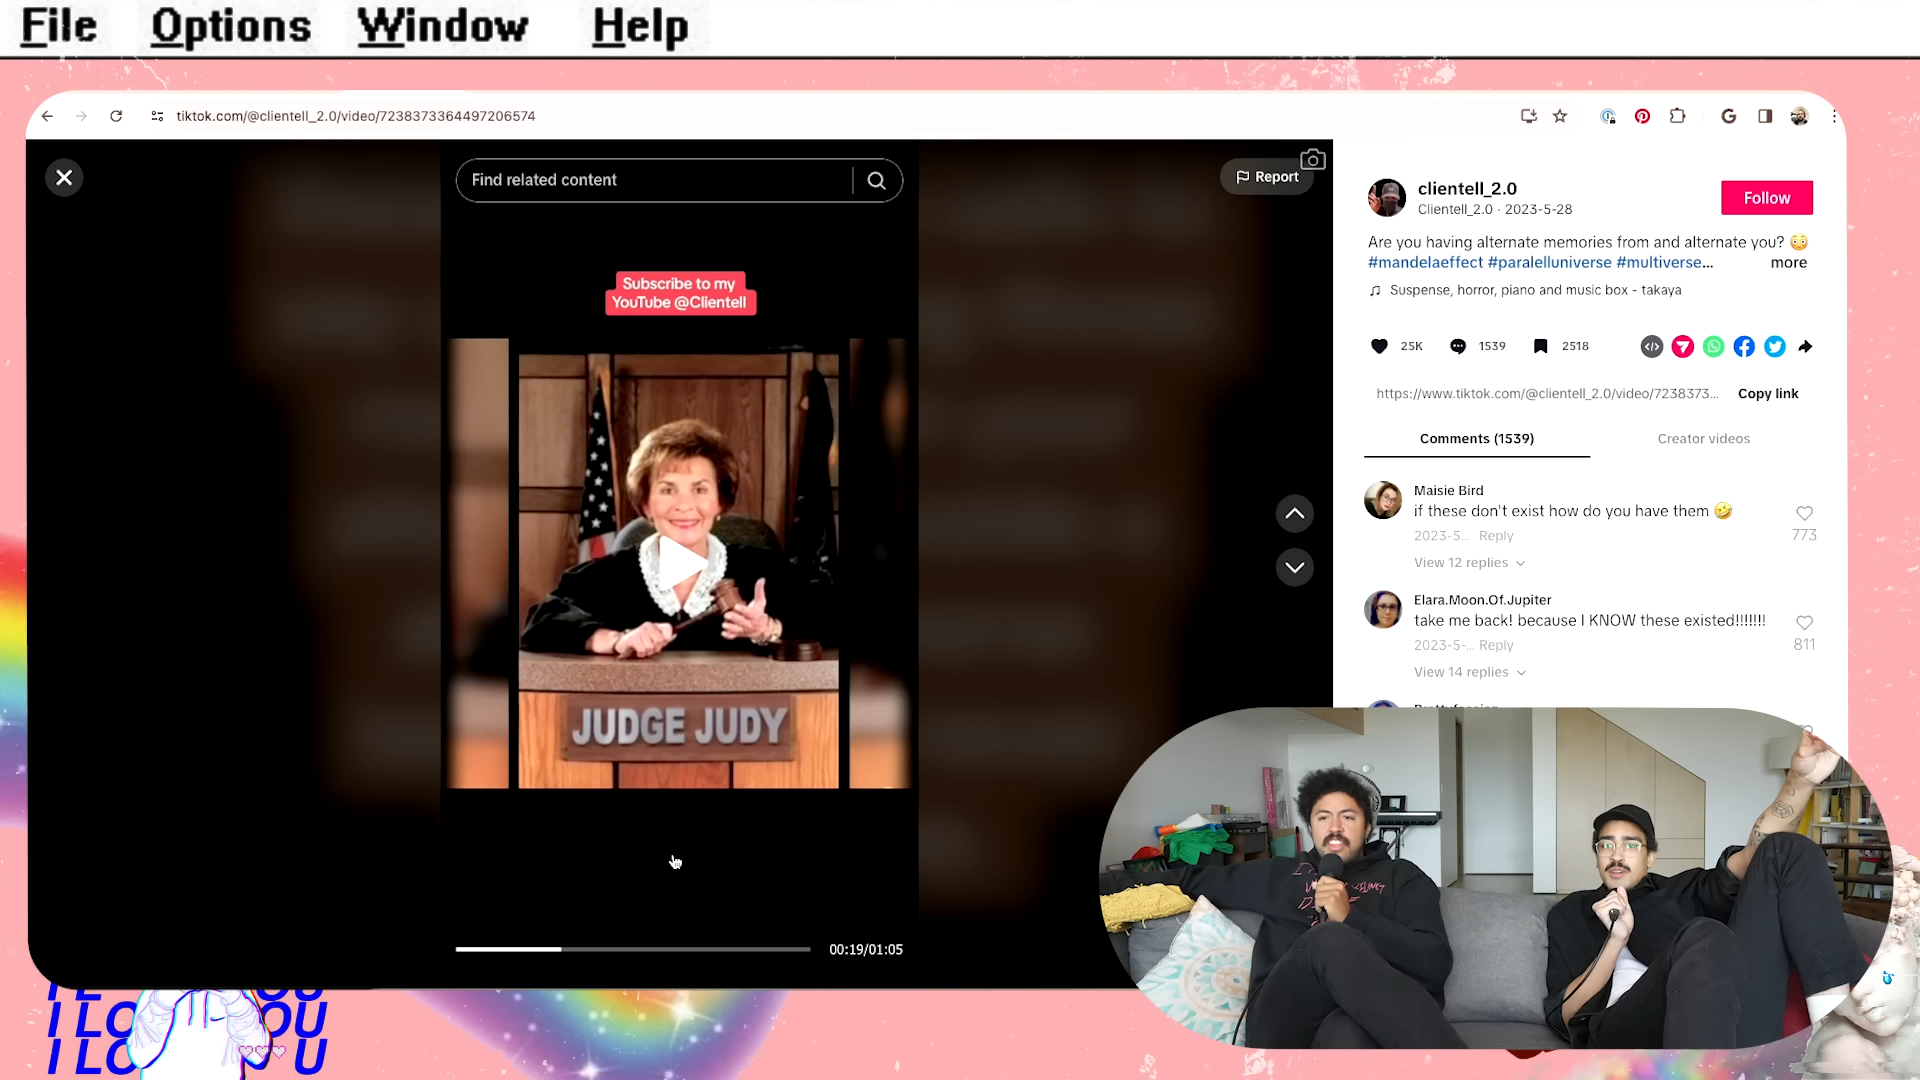 File Options Window Help
tiktok.com/@clientell_2.0/video/7238373364497206574
Find related content
Report
Subscribe to my
YouTube @Clientell
JUDGE JUDY
00:19/01:05
clientell_2.0
Clientell_2.0 · 2023-5-28
Follow
Are you having alternate memories from and alternate you? 😳
#mandelaeffect #paralelluniverse #multiverse... more
Suspense, horror, piano and music box - takaya
25K 1539 2518
https://www.tiktok.com/@clientell_2.0/video/7238373... Copy link
Comments (1539) Creator videos
Maisie Bird
if these don't exist how do you have them 🤣
773
2023-5... Reply
View 12 replies
Elara.Moon.Of.Jupiter
take me back! because I KNOW these existed!!!!!!!
811
2023-5-... Reply
View 14 replies
I LO OU
I LO U